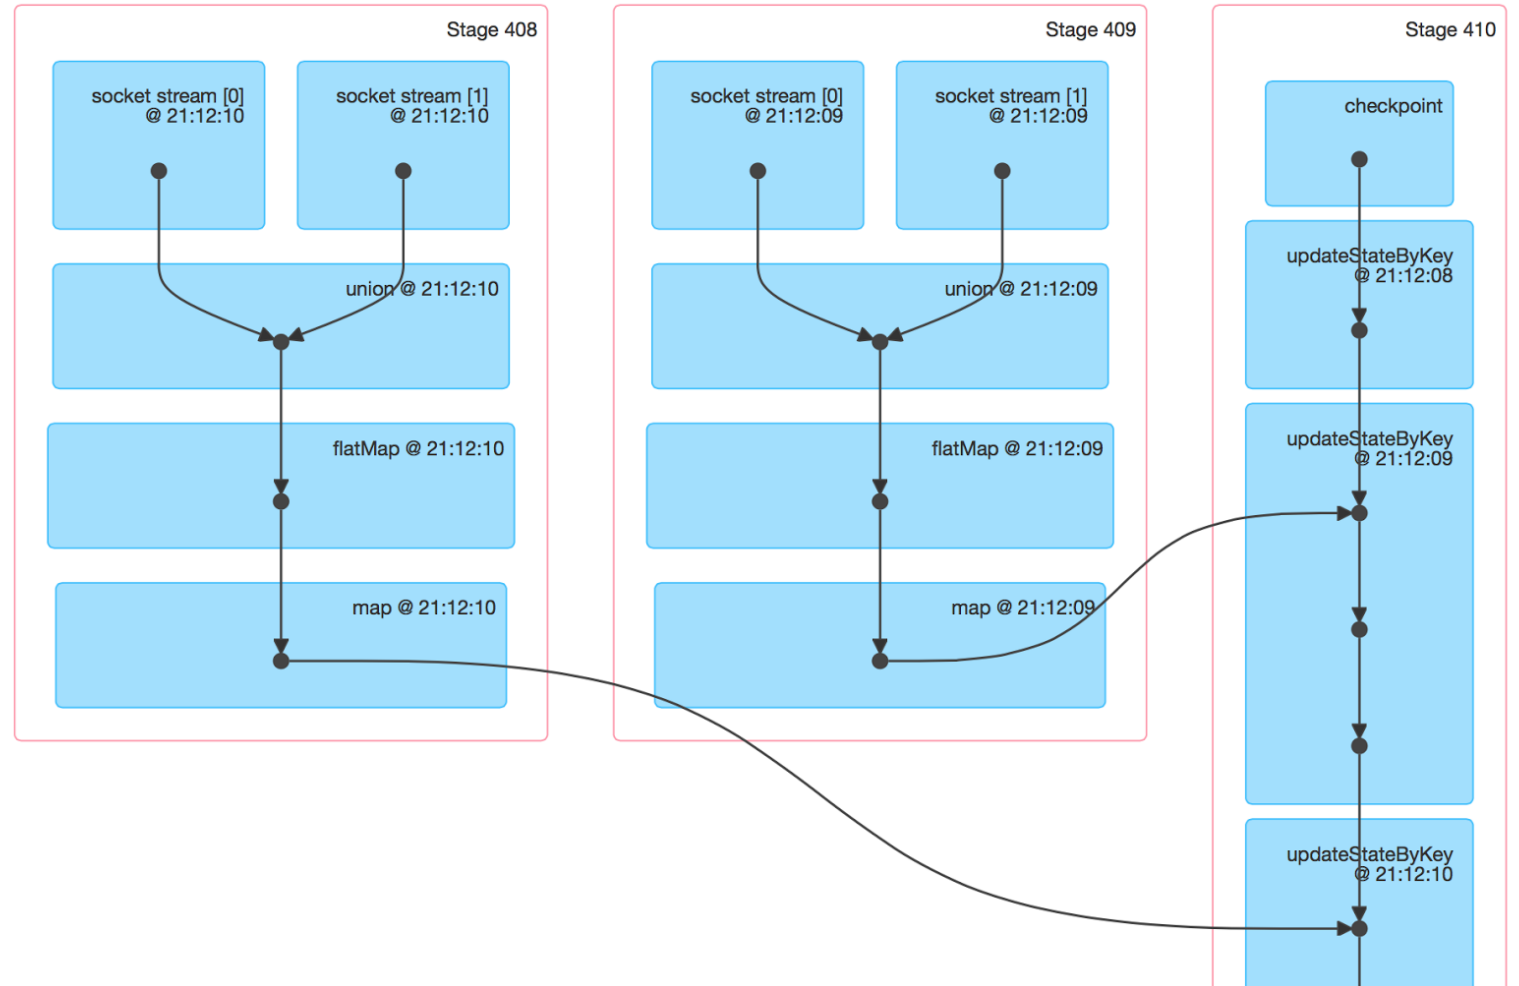 Stage 408
socket stream [0]
@ 21:12:10
socket stream [1]
@ 21:12:10
union @ 21:12:10
flatMap @ 21:12:10
map @ 21:12:10
Stage 409
socket stream [0]
@ 21:12:09
socket stream [1]
@ 21:12:09
union @ 21:12:09
flatMap @ 21:12:09
map @ 21:12:09
Stage 410
checkpoint
updateStateByKey
@ 21:12:08
updateStateByKey
@ 21:12:09
updateStateByKey
@ 21:12:10